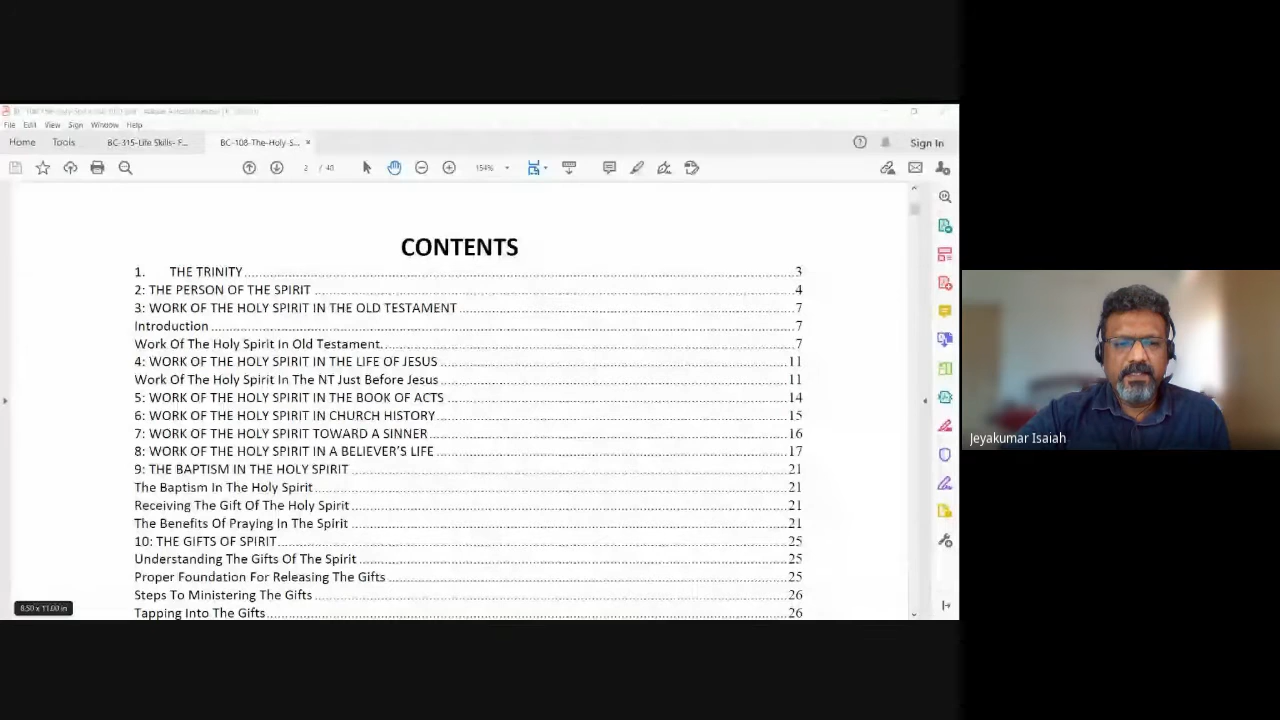 File Edit View Sign Window Help
Home Tools BC-315-Life Skills- F... BC-108-The-Holy-S... × Sign In
2 / 40 154%
CONTENTS
1. THE TRINITY 3
2: THE PERSON OF THE SPIRIT 4
3: WORK OF THE HOLY SPIRIT IN THE OLD TESTAMENT 7
Introduction 7
Work Of The Holy Spirit In Old Testament. 7
4: WORK OF THE HOLY SPIRIT IN THE LIFE OF JESUS 11
Work Of The Holy Spirit In The NT Just Before Jesus 11
5: WORK OF THE HOLY SPIRIT IN THE BOOK OF ACTS 14
6: WORK OF THE HOLY SPIRIT IN CHURCH HISTORY 15
7: WORK OF THE HOLY SPIRIT TOWARD A SINNER 16
8: WORK OF THE HOLY SPIRIT IN A BELIEVER'S LIFE 17
9: THE BAPTISM IN THE HOLY SPIRIT 21
The Baptism In The Holy Spirit 21
Receiving The Gift Of The Holy Spirit 21
The Benefits Of Praying In The Spirit 21
10: THE GIFTS OF SPIRIT 25
Understanding The Gifts Of The Spirit 25
Proper Foundation For Releasing The Gifts 25
Steps To Ministering The Gifts 26
Tapping Into The Gifts 26
8.50 x 11.00 in
Jeyakumar Isaiah